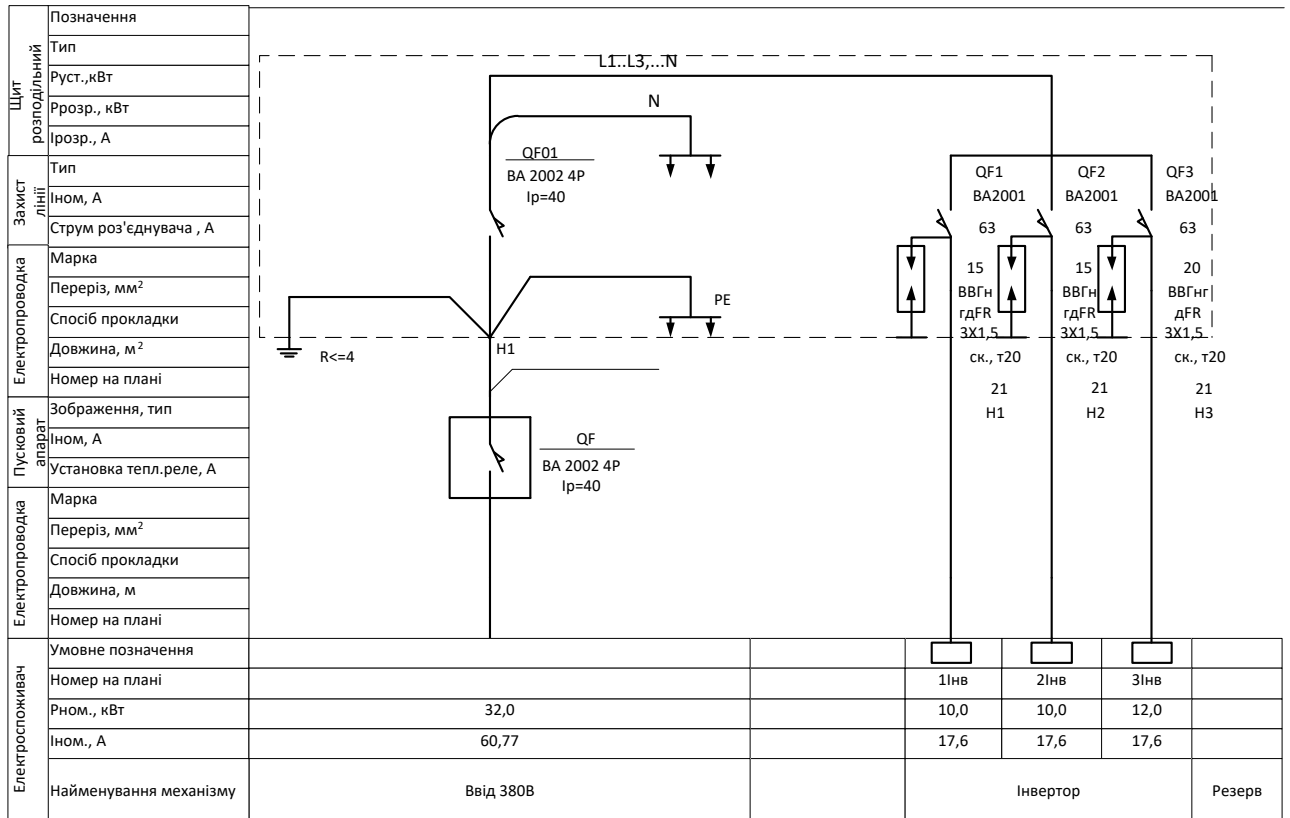 Щит розподільний
Позначення
Тип
Руст.,кВт
Ррозр., кВт
Ірозр., А
Захист лінії
Тип
Іном, А
Струм роз'єднувача , А
Електропроводка
Марка
Переріз, мм²
Спосіб прокладки
Довжина, м²
Номер на плані
Пусковий апарат
Зображення, тип
Іном, А
Установка тепл.реле, А
Електропроводка
Марка
Переріз, мм²
Спосіб прокладки
Довжина, м
Номер на плані
L1..L3,...N
N
QF01
ВА 2002 4Р
Ір=40
PE
R<=4
Н1
QF
ВА 2002 4Р
Ір=40
QF1
ВА2001
63
15
ВВГн
гдFR
3Х1,5
ск., т20
21
Н1
QF2
ВА2001
63
15
ВВГн
гдFR
3Х1,5
ск., т20
21
Н2
QF3
ВА2001
63
20
ВВГнг
дFR
3Х1,5
ск., т20
21
Н3
Електроспоживач
Умовне позначення
Номер на плані 1Інв 2Інв 3Інв
Рном., кВт 32,0 10,0 10,0 12,0
Іном., А 60,77 17,6 17,6 17,6
Найменування механізму Ввід 380В Інвертор Резерв